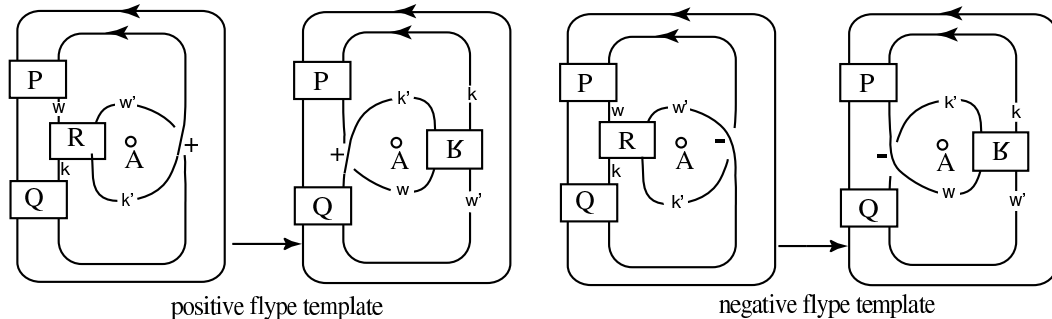 P
w
w'
R
A
+
k
k'
Q
P
k'
k
+
A
R
w
w'
Q
positive flype template
P
w
w'
R
A
-
k
k'
Q
P
k'
k
-
A
R
w
w'
Q
negative flype template